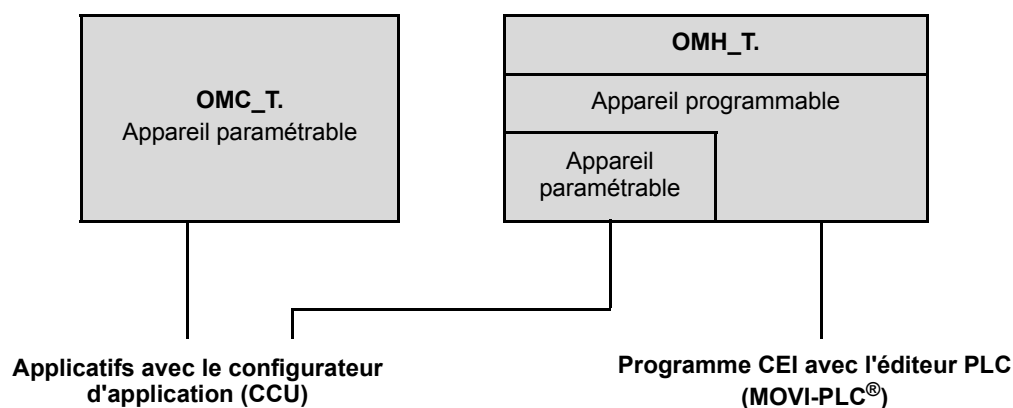 OMC_T.
Appareil paramétrable
OMH_T.
Appareil programmable
Appareil
paramétrable
Applicatifs avec le configurateur
d'application (CCU)
Programme CEI avec l'éditeur PLC
(MOVI-PLC®)